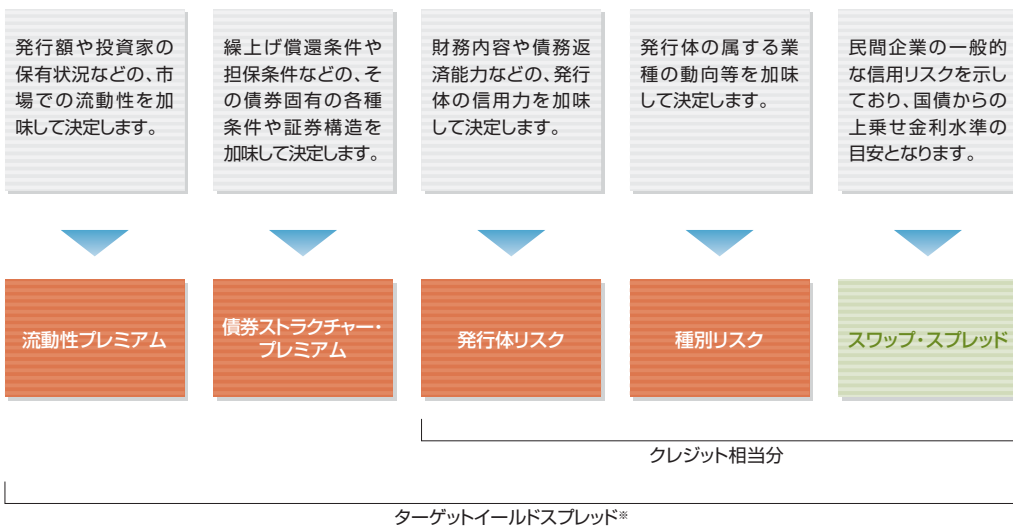 発行額や投資家の
保有状況などの、市
場での流動性を加
味して決定します。
繰上げ償還条件や
担保条件などの、そ
の債券固有の各種
条件や証券構造を
加味して決定します。
財務内容や債務返
済能力などの、発行
体の信用力を加味
して決定します。
発行体の属する業
種の動向等を加味
して決定します。
民間企業の一般的
な信用リスクを示し
ており、国債からの
上乗せ金利水準の
目安となります。
流動性プレミアム
債券ストラクチャー・
プレミアム
発行体リスク
種別リスク
スワップ・スプレッド
クレジット相当分
ターゲットイールドスプレッド※